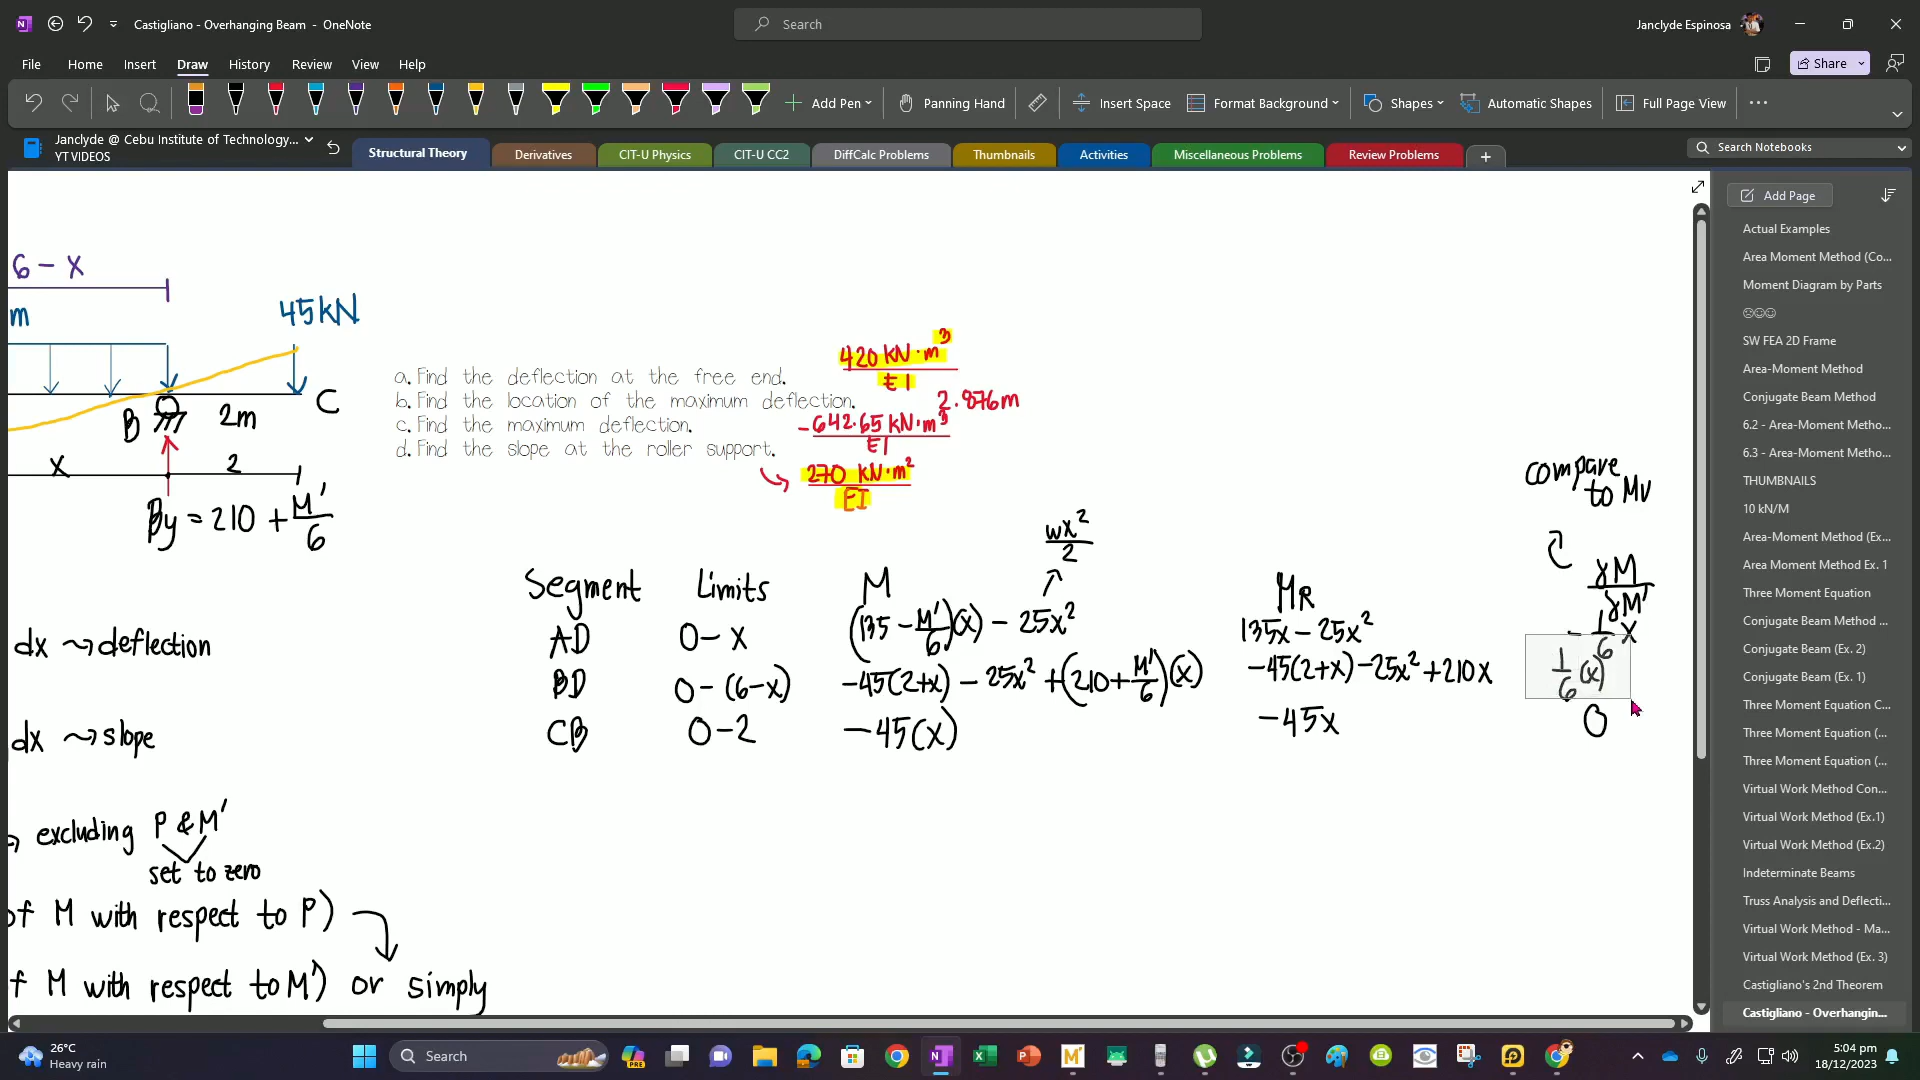 Castigliano - Overhanging Beam - OneNote
Search
Janclyde Espinosa
File Home Insert Draw History Review View Help
Share
Add Pen
Panning Hand
Insert Space
Format Background
Shapes
Automatic Shapes
Full Page View
Janclyde @ Cebu Institute of Technology...
YT VIDEOS
Structural Theory
Derivatives
CIT-U Physics
CIT-U CC2
DiffCalc Problems
Thumbnails
Activities
Miscellaneous Problems
Review Problems
Search Notebooks
Add Page
Actual Examples
Area Moment Method (Co...
Moment Diagram by Parts
☹☺☺
SW FEA 2D Frame
Area-Moment Method
Conjugate Beam Method
6.2 - Area-Moment Metho...
6.3 - Area-Moment Metho...
THUMBNAILS
10 kN/M
Area-Moment Method (Ex...
Area Moment Method Ex. 1
Three Moment Equation
Conjugate Beam Method ...
Conjugate Beam (Ex. 2)
Conjugate Beam (Ex. 1)
Three Moment Equation C...
Three Moment Equation (...
Three Moment Equation (...
Virtual Work Method Con...
Virtual Work Method (Ex.1)
Virtual Work Method (Ex.2)
Indeterminate Beams
Truss Analysis and Deflecti...
Virtual Work Method - Ma...
Virtual Work Method (Ex. 3)
Castigliano's 2nd Theorem
Castigliano - Overhangin...
6 - x
m
45KN
B
2m
C
x
2
By = 210 + M'/6
a. Find the deflection at the free end. 420 KN·m³/EI
b. Find the location of the maximum deflection. 2.876m
c. Find the maximum deflection. -642.65 KN·m³/EI
d. Find the slope at the roller support. 270 KN·m²/EI
compare
to Mv
wx²/2
Segment Limits M MR γM/γM'
AD 0 - x (135 - M'/6)(x) - 25x² 135x - 25x² - 1/6 x
BD 0 - (6-x) -45(2+x) - 25x² + (210 + M'/6)(x) -45(2+x) - 25x² + 210x 1/6 (x)
CB 0 - 2 -45(x) -45x 0
dx ⤳ deflection
dx ⤳ slope
excluding P & M'
set to zero
of M with respect to P)
f M with respect to M') or simply
26°C
Heavy rain
Search
PRE
5:04 pm
18/12/2023